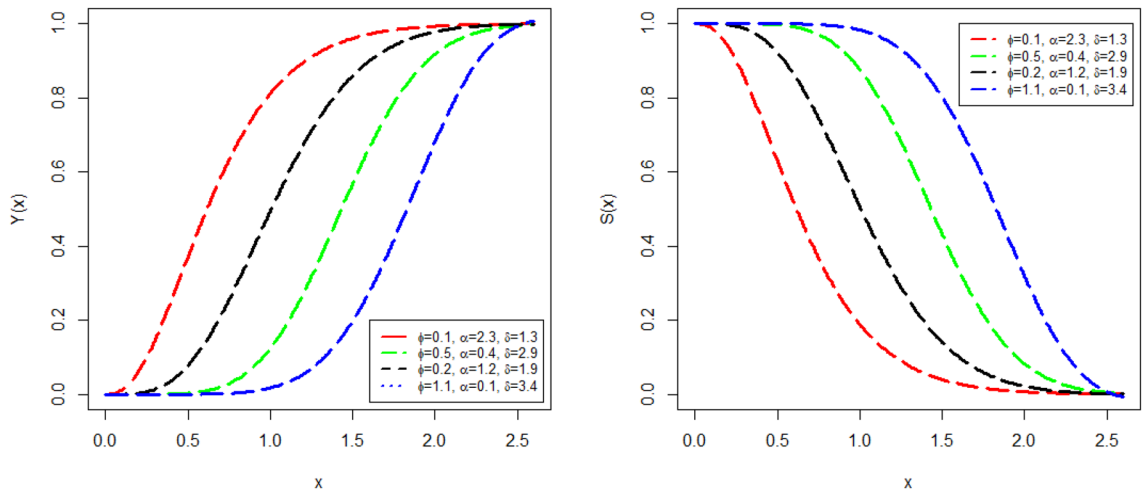 Y(x)
1.0
0.8
0.6
0.4
0.2
0.0
ϕ=0.1, α=2.3, δ=1.3
ϕ=0.5, α=0.4, δ=2.9
ϕ=0.2, α=1.2, δ=1.9
ϕ=1.1, α=0.1, δ=3.4
0.0 0.5 1.0 1.5 2.0 2.5
x
S(x)
1.0
0.8
0.6
0.4
0.2
0.0
ϕ=0.1, α=2.3, δ=1.3
ϕ=0.5, α=0.4, δ=2.9
ϕ=0.2, α=1.2, δ=1.9
ϕ=1.1, α=0.1, δ=3.4
0.0 0.5 1.0 1.5 2.0 2.5
x